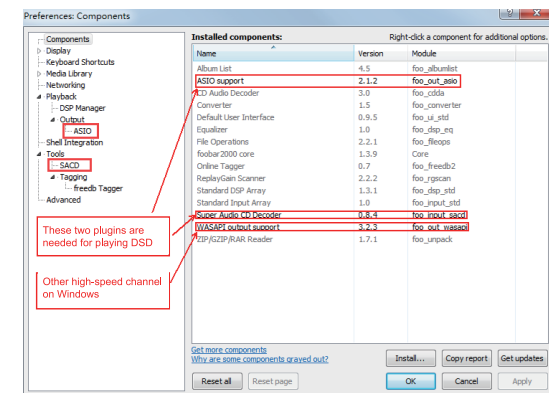 Preferences: Components
Components
Display
Keyboard Shortcuts
Media Library
Networking
Playback
DSP Manager
Output
ASIO
Shell Integration
Tools
SACD
Tagging
freedb Tagger
Advanced
These two plugins are
needed for playing DSD
Other high-speed channel
on Windows
Installed components: Right-click a component for additional options.
Name Version Module
Album List 4.5 foo_albumlist
ASIO support 2.1.2 foo_out_asio
CD Audio Decoder 3.0 foo_cdda
Converter 1.5 foo_converter
Default User Interface 0.9.5 foo_ui_std
Equalizer 1.0 foo_dsp_eq
File Operations 2.2.1 foo_fileops
foobar2000 core 1.3.9 Core
Online Tagger 0.7 foo_freedb2
ReplayGain Scanner 2.2.2 foo_rgscan
Standard DSP Array 1.3.1 foo_dsp_std
Standard Input Array 1.0 foo_input_std
Super Audio CD Decoder 0.8.4 foo_input_sacd
WASAPI output support 3.2.3 foo_out_wasapi
ZIP/GZIP/RAR Reader 1.7.1 foo_unpack
Get more components
Why are some components grayed out?
Install... Copy report Get updates
Reset all Reset page OK Cancel Apply